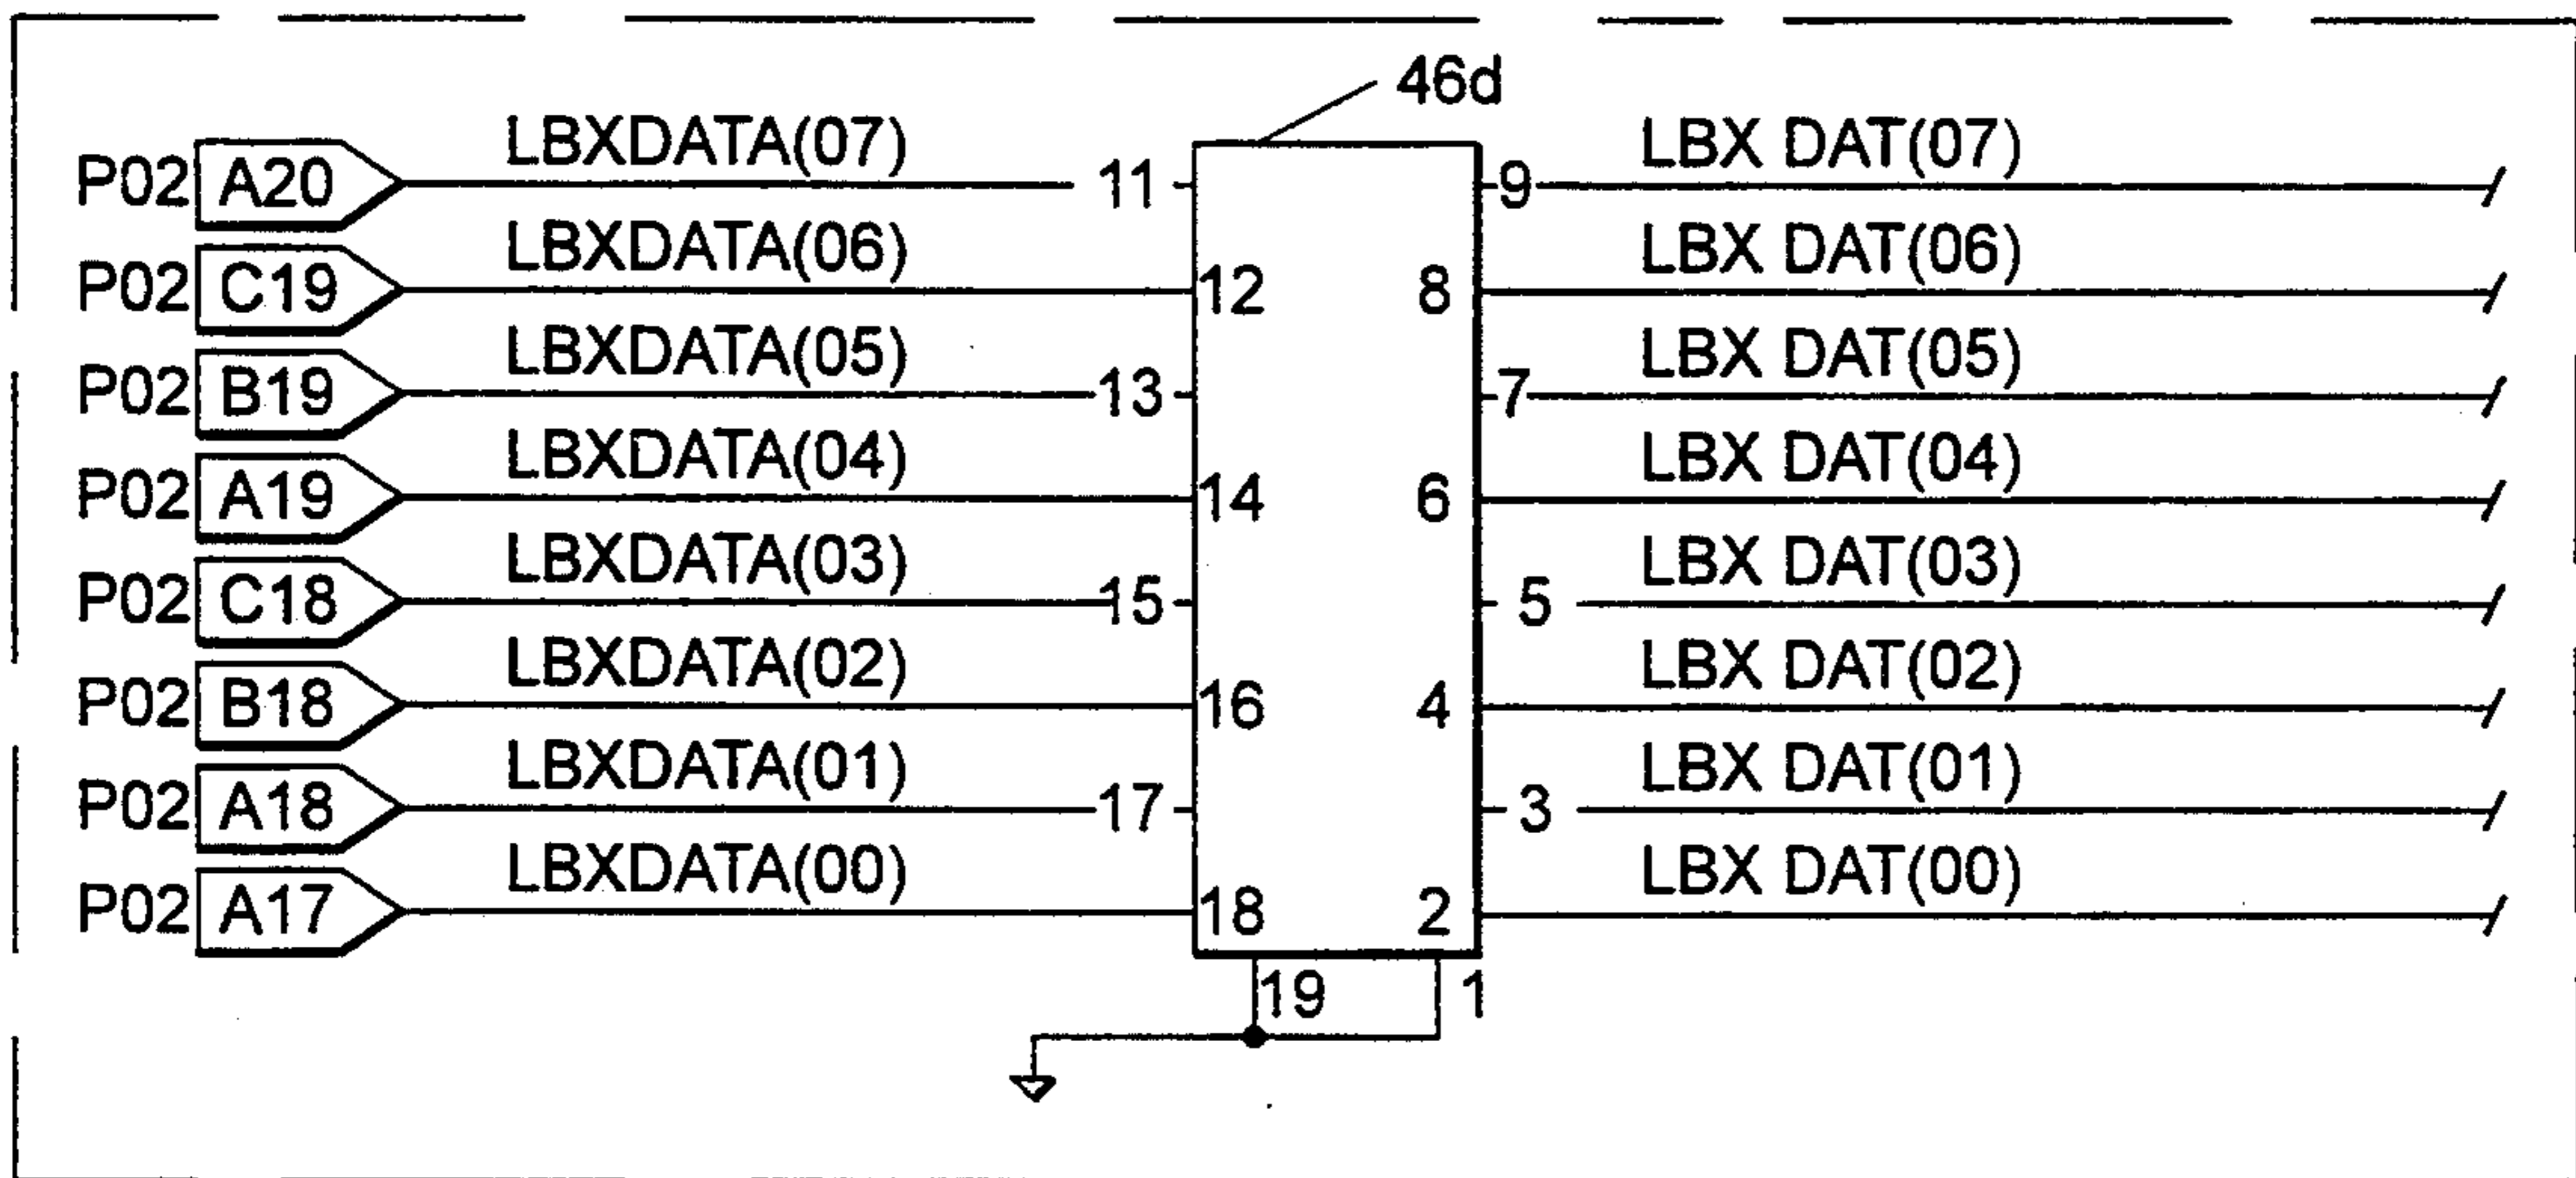 46d
P02 A20 LBXDATA(07) 11 9 LBX DAT(07)
P02 C19 LBXDATA(06) 12 8 LBX DAT(06)
P02 B19 LBXDATA(05) 13 7 LBX DAT(05)
P02 A19 LBXDATA(04) 14 6 LBX DAT(04)
P02 C18 LBXDATA(03) 15 5 LBX DAT(03)
P02 B18 LBXDATA(02) 16 4 LBX DAT(02)
P02 A18 LBXDATA(01) 17 3 LBX DAT(01)
P02 A17 LBXDATA(00) 18 2 LBX DAT(00)
19 1